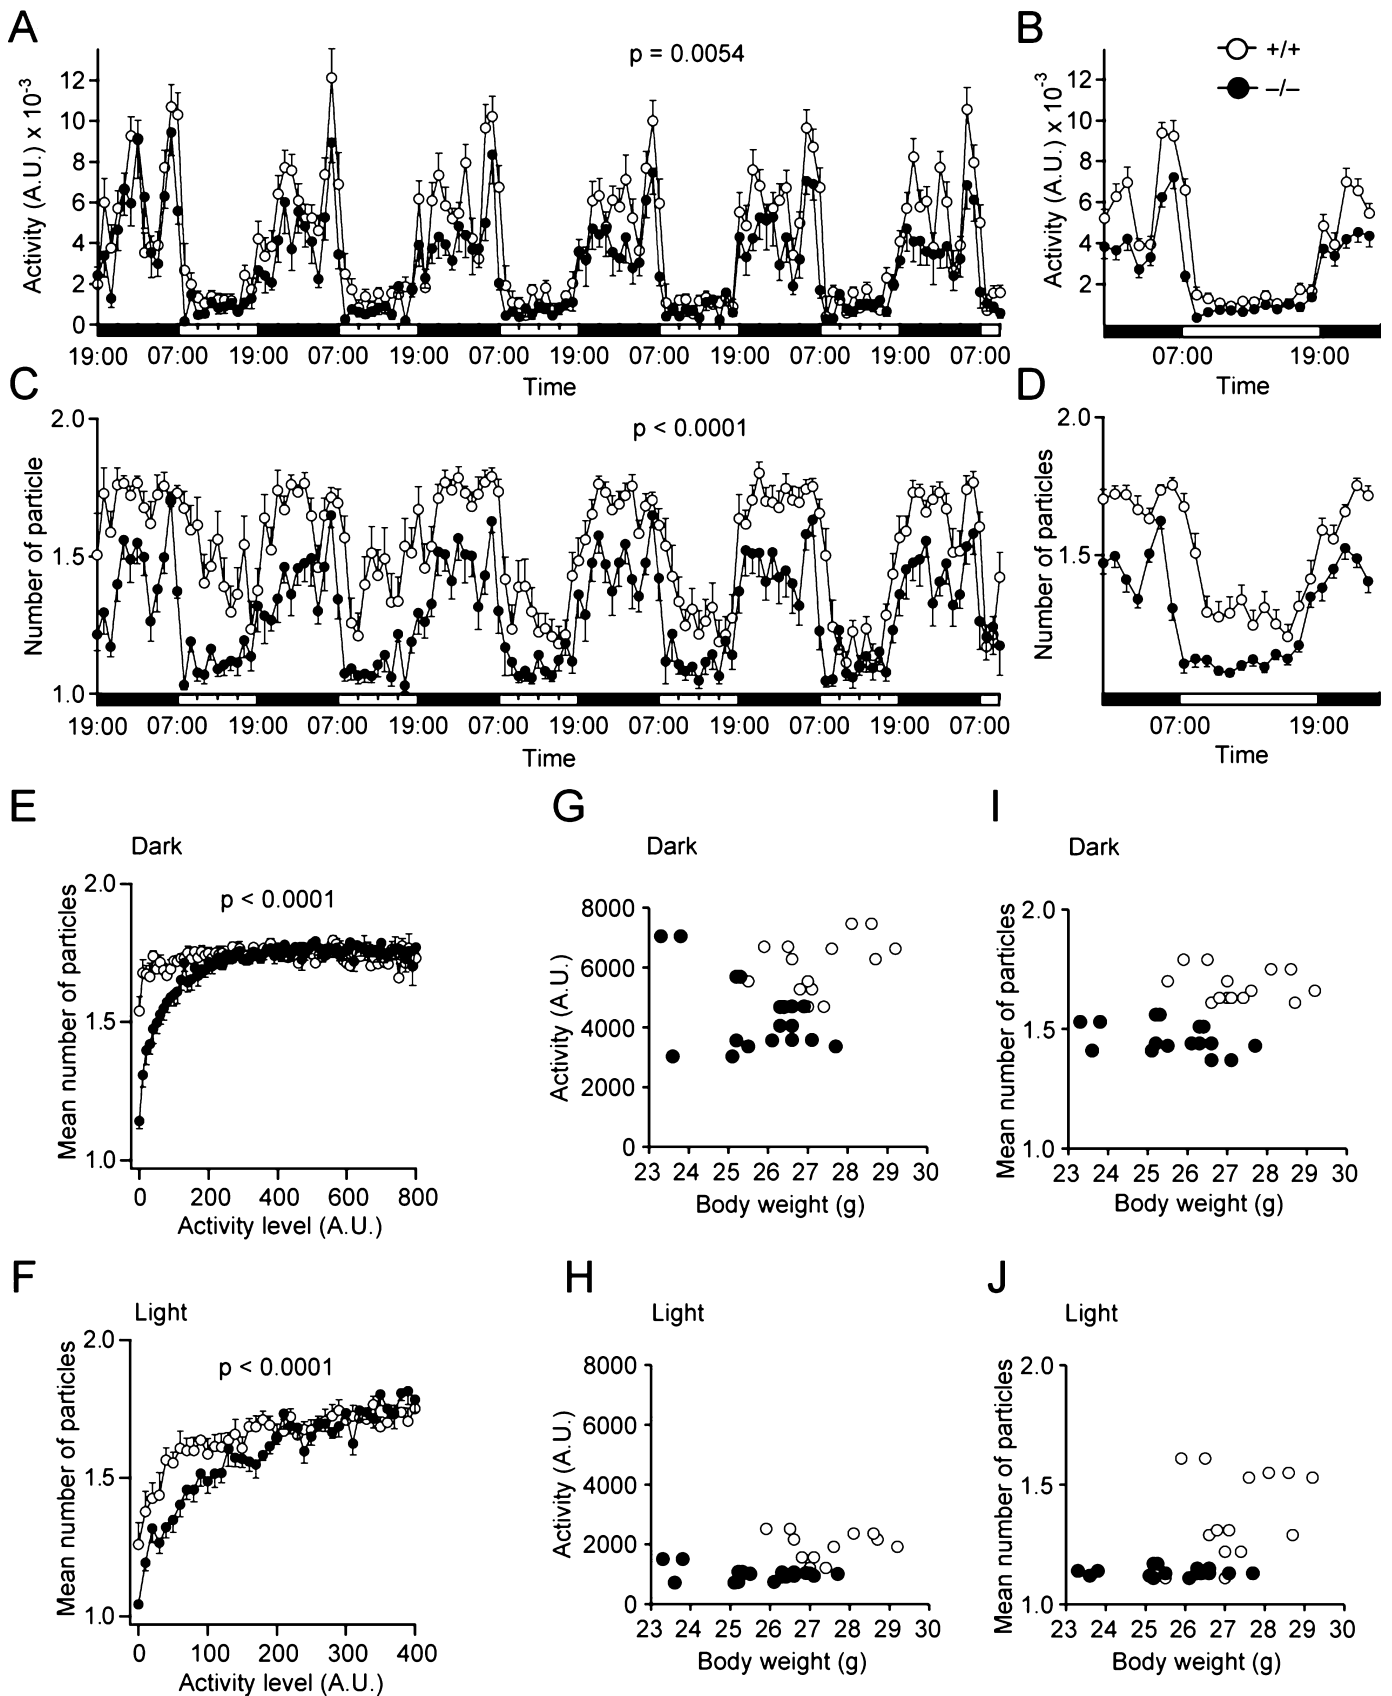 A
p = 0.0054
Activity (A.U.) x 10⁻³
12
10
8
6
4
2
0
19:00 07:00 19:00 07:00 19:00 07:00 19:00 07:00 19:00 07:00 19:00 07:00
Time
B
+/+
–/–
Activity (A.U.) x 10⁻³
12
10
8
6
4
2
07:00 19:00
Time
C
p < 0.0001
Number of particle
2.0
1.5
1.0
19:00 07:00 19:00 07:00 19:00 07:00 19:00 07:00 19:00 07:00 19:00 07:00
Time
D
Number of particles
2.0
1.5
07:00 19:00
Time
E
Dark
p < 0.0001
Mean number of particles
2.0
1.5
1.0
0 200 400 600 800
Activity level (A.U.)
G
Dark
Activity (A.U.)
8000
6000
4000
2000
0
23 24 25 26 27 28 29 30
Body weight (g)
I
Dark
Mean number of particles
2.0
1.5
1.0
23 24 25 26 27 28 29 30
Body weight (g)
F
Light
p < 0.0001
Mean number of particles
2.0
1.5
1.0
0 100 200 300 400
Activity level (A.U.)
H
Light
Activity (A.U.)
8000
6000
4000
2000
0
23 24 25 26 27 28 29 30
Body weight (g)
J
Light
Mean number of particles
2.0
1.5
1.0
23 24 25 26 27 28 29 30
Body weight (g)